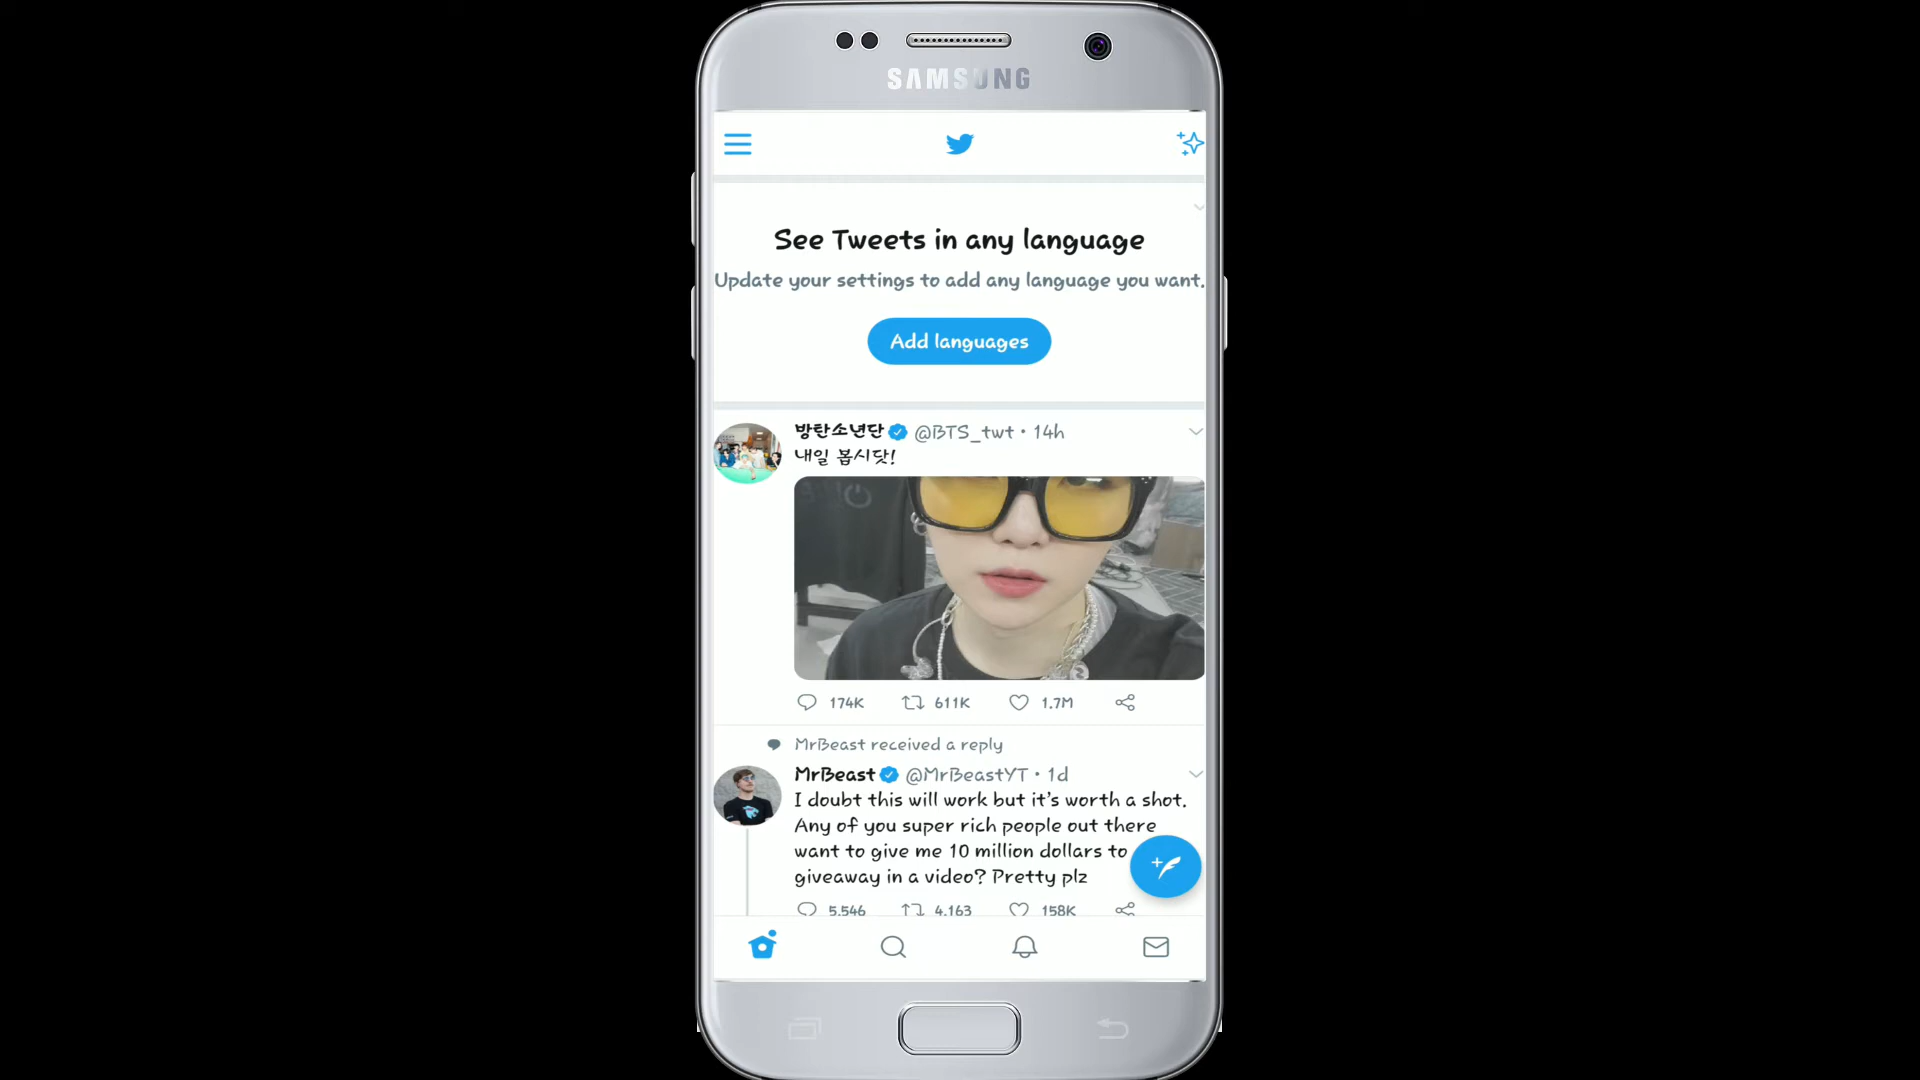 SAMSUNG
See Tweets in any language
Update your settings to add any language you want.
Add languages
방탄소년단 @BTS_twt • 14h
내일 봅시닷!
174K 611K 1.7M
MrBeast received a reply
MrBeast @MrBeastYT • 1d
I doubt this will work but it's worth a shot.
Any of you super rich people out there
want to give me 10 million dollars to
giveaway in a video? Pretty plz
5,546 4,163 158K